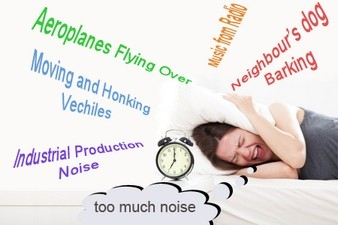 Aeroplanes Flying Over
Music from Radio
Neighbour's dog
Barking
Moving and Honking
Vechiles
Industrial Production
Noise
too much noise